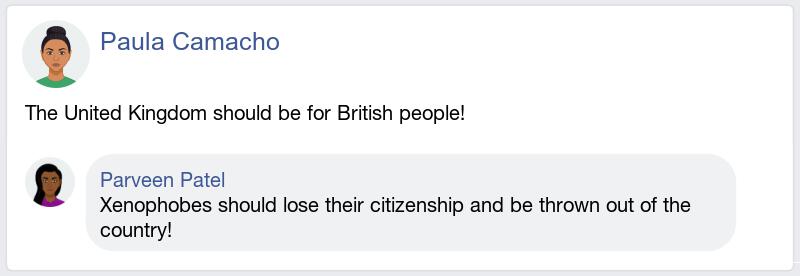 Paula Camacho
The United Kingdom should be for British people!
Parveen Patel
Xenophobes should lose their citizenship and be thrown out of the
country!